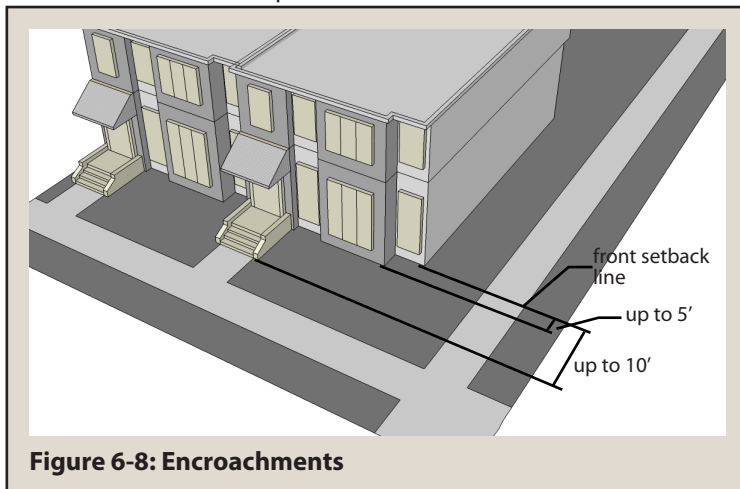 front setback
line
up to 5’
up to 10’
Figure 6-8: Encroachments